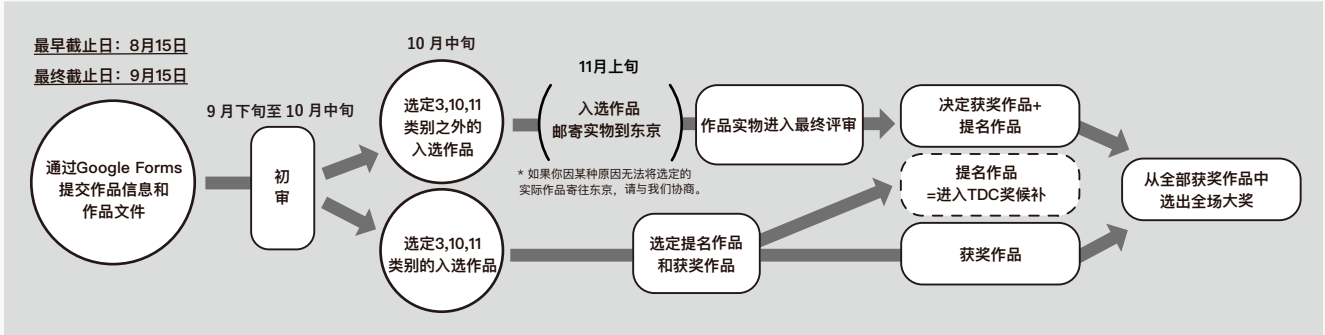 最早截止日：8月15日
最终截止日：9月15日
通过Google Forms
提交作品信息和
作品文件
9 月下旬至 10 月中旬
初
审
10 月中旬
选定3,10,11
类别之外的
入选作品
选定3,10,11
类别的入选作品
11月上旬
入选作品
邮寄实物到东京
* 如果你因某种原因无法将选定的
实际作品寄往东京，请与我们协商。
作品实物进入最终评审
选定提名作品
和获奖作品
决定获奖作品+
提名作品
提名作品
=进入TDC奖候补
获奖作品
从全部获奖作品中
选出全场大奖